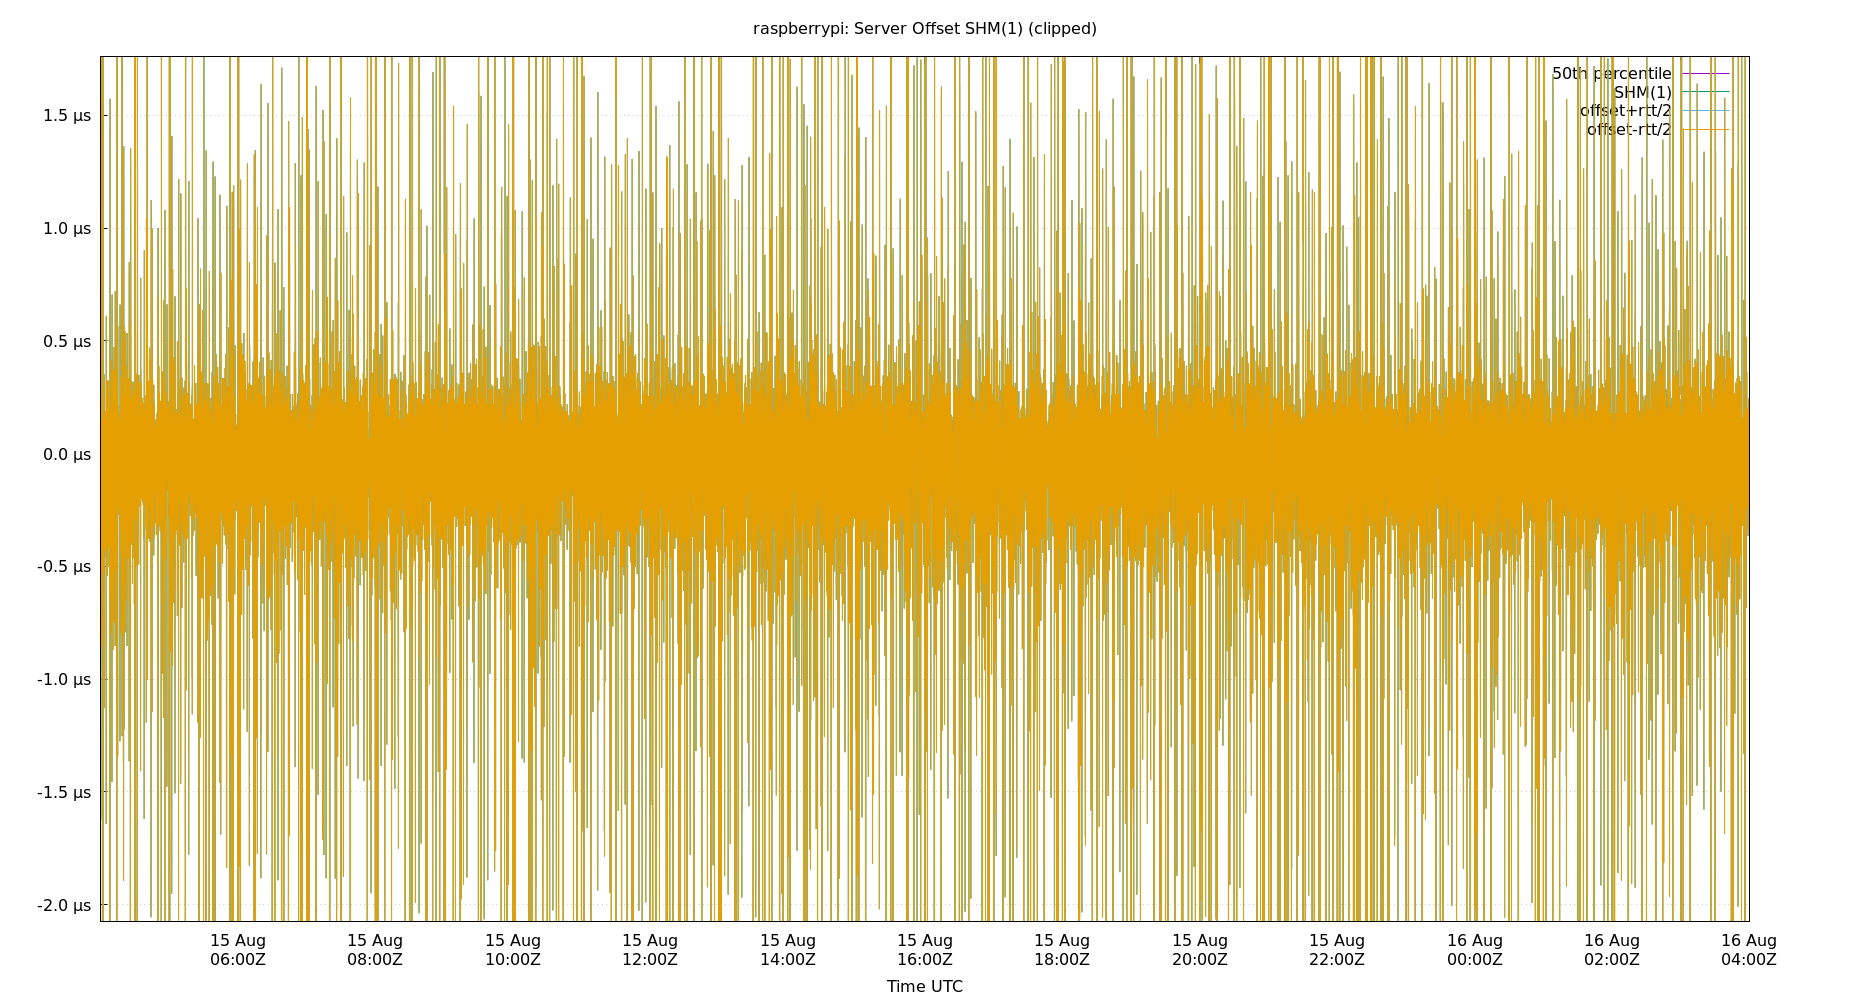 raspberrypi: Server Offset SHM(1) (clipped)
50th percentile
SHM(1)
offset+rtt/2
offset-rtt/2
1.5 µs
1.0 µs
0.5 µs
0.0 µs
-0.5 µs
-1.0 µs
-1.5 µs
-2.0 µs
15 Aug 15 Aug 15 Aug 15 Aug 15 Aug 15 Aug 15 Aug 15 Aug 15 Aug 16 Aug 16 Aug 16 Aug
06:00Z 08:00Z 10:00Z 12:00Z 14:00Z 16:00Z 18:00Z 20:00Z 22:00Z 00:00Z 02:00Z 04:00Z
Time UTC